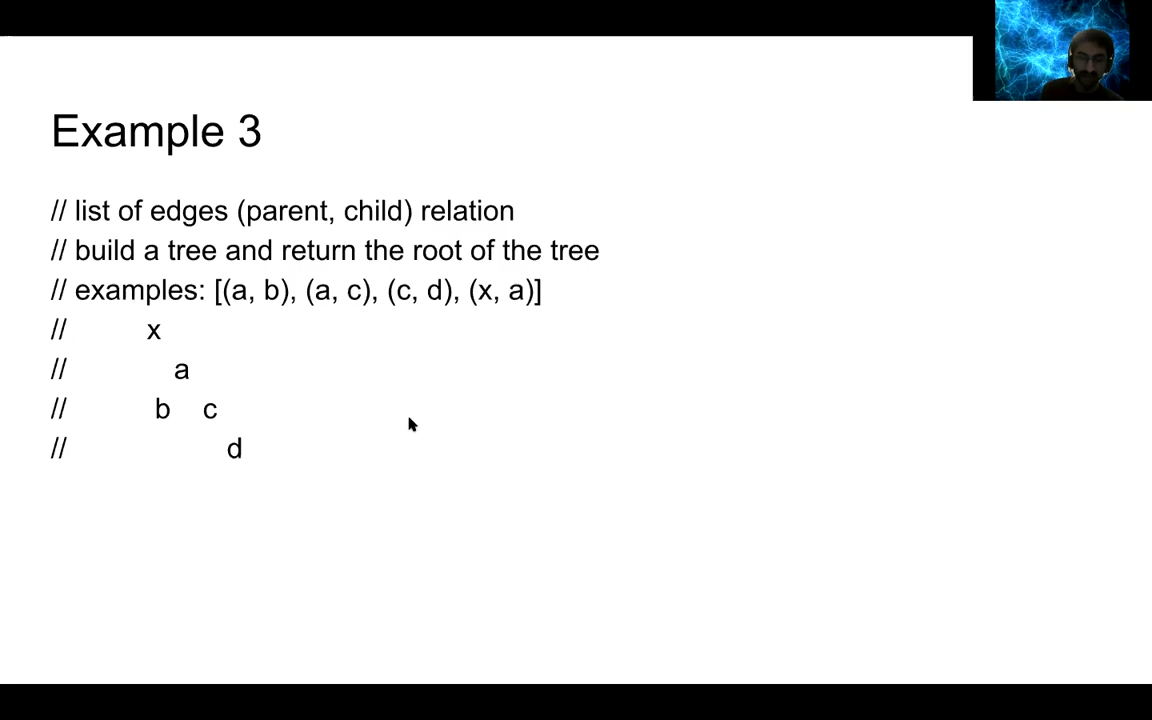 Example 3
// list of edges (parent, child) relation
// build a tree and return the root of the tree
// examples: [(a, b), (a, c), (c, d), (x, a)]
// x
// a
// b c
// d